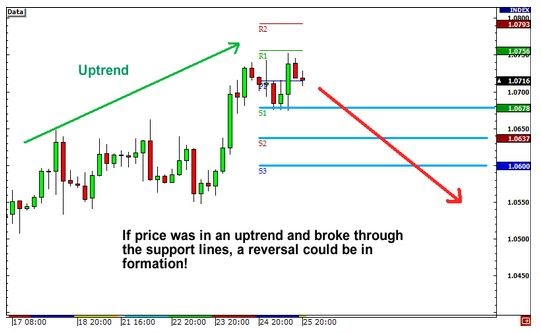 Data
INDEX
1.0800
R2
1.0793
R1
1.0756
1.0750
Uptrend
1.0716
1.0700
S1
1.0678
1.0650
S2
1.0637
S3
1.0600
1.0550
If price was in an uptrend and broke through
the support lines, a reversal could be in
formation!
1.0500
1.0450
17 08:00 18 20:00 21 16:00 22 20:00 23 20:00 24 20:00 25 20:00